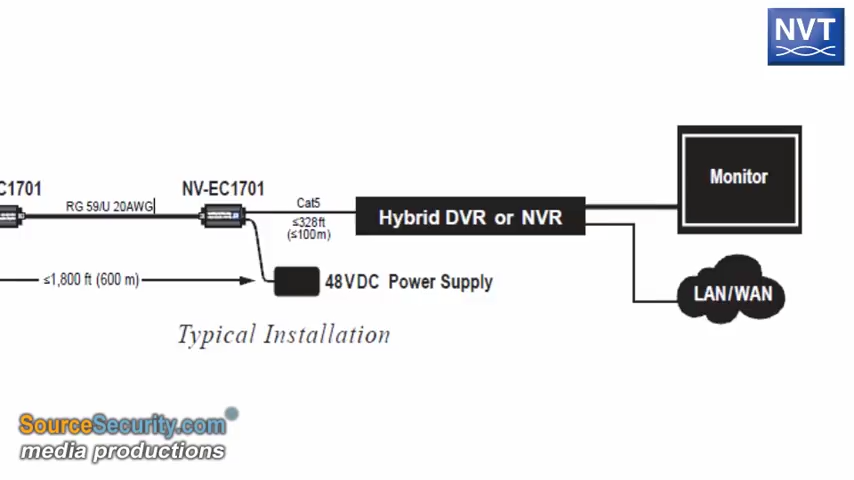 NVT
C1701
NV-EC1701
RG 59/U 20AWG
Cat5
≤328ft
(≤100m)
Hybrid DVR or NVR
Monitor
≤1,800 ft (600 m)
48VDC Power Supply
LAN/WAN
Typical Installation
SourceSecurity.com
media productions